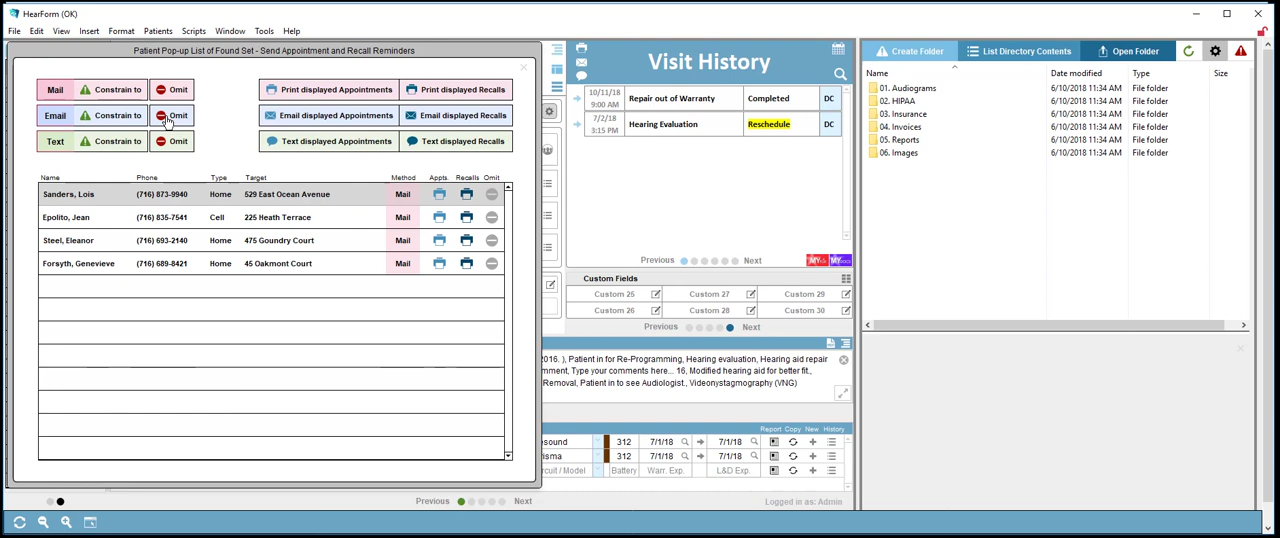 HearForm (OK)
File Edit View Insert Format Patients Scripts Window Tools Help
Patient Pop-up List of Found Set - Send Appointment and Recall Reminders
Mail Constrain to Omit Print displayed Appointments Print displayed Recalls
Email Constrain to Omit Email displayed Appointments Email displayed Recalls
Text Constrain to Omit Text displayed Appointments Text displayed Recalls
Name Phone Type Target Method Appts. Recalls Omit
Sanders, Lois (716) 873-9940 Home 529 East Ocean Avenue Mail
Epolito, Jean (716) 835-7541 Cell 225 Heath Terrace Mail
Steel, Eleanor (716) 693-2140 Home 475 Goundry Court Mail
Forsyth, Genevieve (716) 689-8421 Home 45 Oakmont Court Mail
Visit History
10/11/18 9:00 AM Repair out of Warranty Completed DC
7/2/18 3:15 PM Hearing Evaluation Reschedule DC
Previous Next
Custom Fields
Custom 25 Custom 27 Custom 29
Custom 26 Custom 28 Custom 30
Previous Next
2016. ), Patient in for Re-Programming, Hearing evaluation, Hearing aid repair
mment, Type your comments here... 16, Modified hearing aid for better fit.,
Removal, Patient in to see Audiologist., Videonystagmography (VNG)
Report Copy New History
osound 312 7/1/18 7/1/18
isma 312 7/1/18 7/1/18
rcuit / Model Battery Warr. Exp. L&D Exp.
Previous Next Logged in as: Admin
Create Folder List Directory Contents Open Folder
Name Date modified Type Size
01. Audiograms 6/10/2018 11:34 AM File folder
02. HIPAA 6/10/2018 11:34 AM File folder
03. Insurance 6/10/2018 11:34 AM File folder
04. Invoices 6/10/2018 11:34 AM File folder
05. Reports 6/10/2018 11:34 AM File folder
06. Images 6/10/2018 11:34 AM File folder